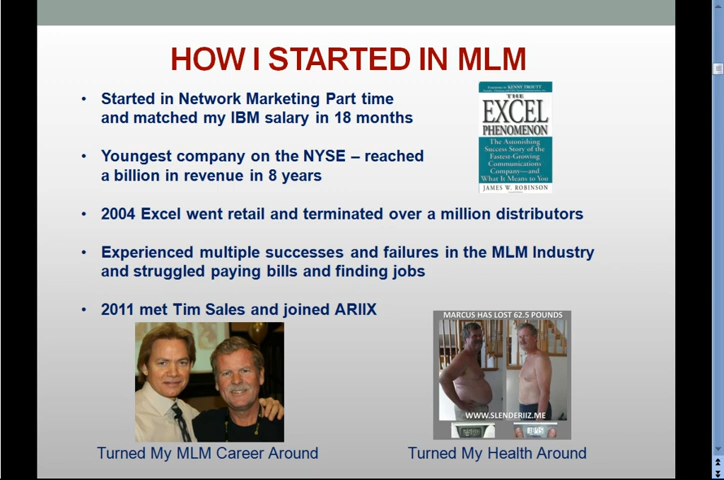 HOW I STARTED IN MLM
• Started in Network Marketing Part time
and matched my IBM salary in 18 months
THE
EXCEL
PHENOMENON
The Astonishing
Success Story of the
Fastest-Growing
Communications
Company—and
What It Means to You
JAMES W. ROBINSON
• Youngest company on the NYSE – reached
a billion in revenue in 8 years
• 2004 Excel went retail and terminated over a million distributors
• Experienced multiple successes and failures in the MLM Industry
and struggled paying bills and finding jobs
• 2011 met Tim Sales and joined ARIIX
MARCUS HAS LOST 62.5 POUNDS
WWW.SLENDERIIZ.ME
Turned My MLM Career Around
Turned My Health Around